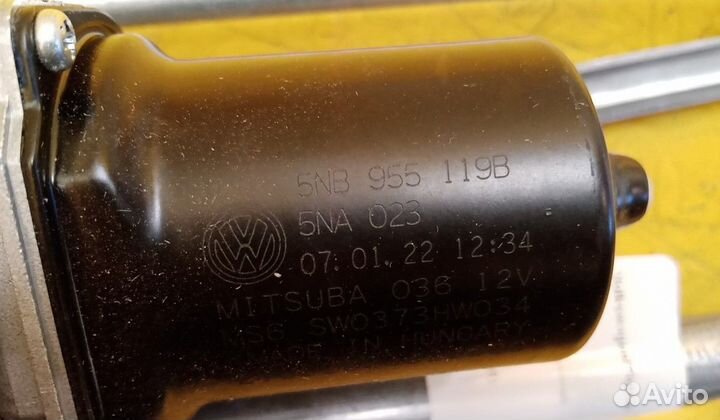 5NB 955 119B
5NA 023
07.01.22 12:34
MITSUBA 036 12V
MS6 SW0373HW034
MADE IN HUNGARY
Avito